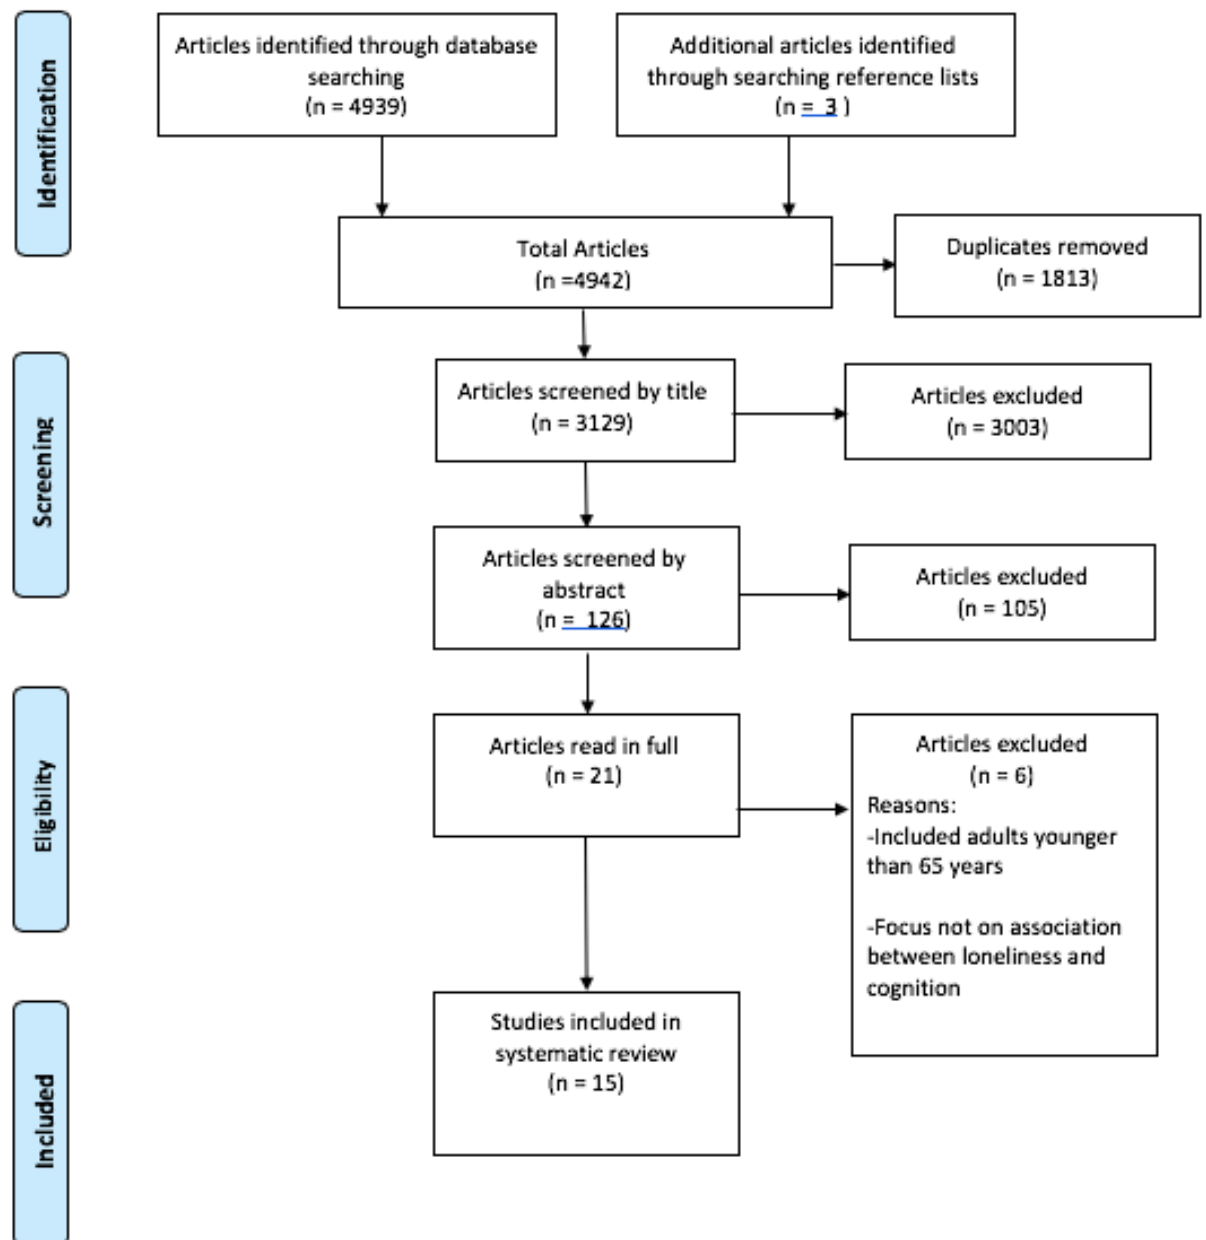 Identification
Articles identified through database
searching
(n = 4939)
Additional articles identified
through searching reference lists
(n = 3 )
Total Articles
(n =4942)
Duplicates removed
(n = 1813)
Screening
Articles screened by title
(n = 3129)
Articles excluded
(n = 3003)
Articles screened by
abstract
(n = 126)
Articles excluded
(n = 105)
Eligibility
Articles read in full
(n = 21)
Articles excluded
(n = 6)
Reasons:
-Included adults younger
than 65 years
-Focus not on association
between loneliness and
cognition
Included
Studies included in
systematic review
(n = 15)